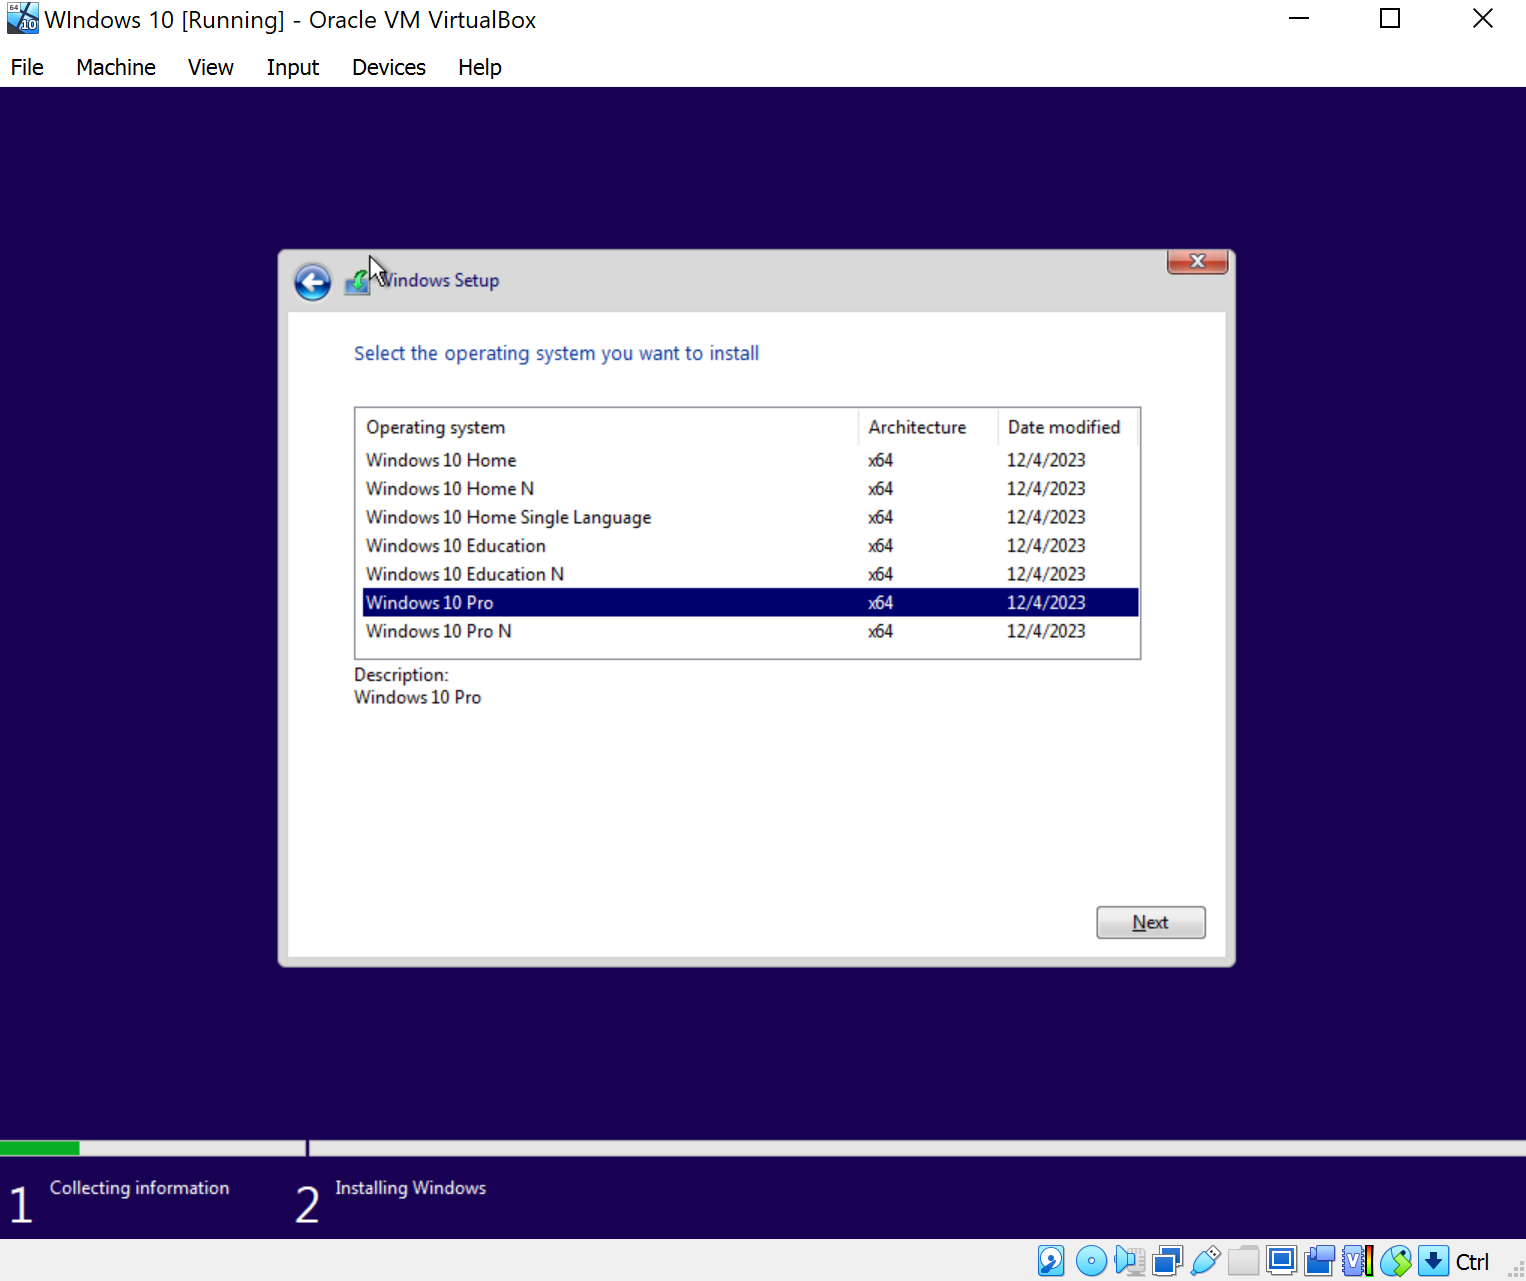 WIndows 10 [Running] - Oracle VM VirtualBox
File Machine View Input Devices Help
Windows Setup
Select the operating system you want to install
Operating system Architecture Date modified
Windows 10 Home x64 12/4/2023
Windows 10 Home N x64 12/4/2023
Windows 10 Home Single Language x64 12/4/2023
Windows 10 Education x64 12/4/2023
Windows 10 Education N x64 12/4/2023
Windows 10 Pro x64 12/4/2023
Windows 10 Pro N x64 12/4/2023
Description:
Windows 10 Pro
Next
1 Collecting information 2 Installing Windows
Ctrl